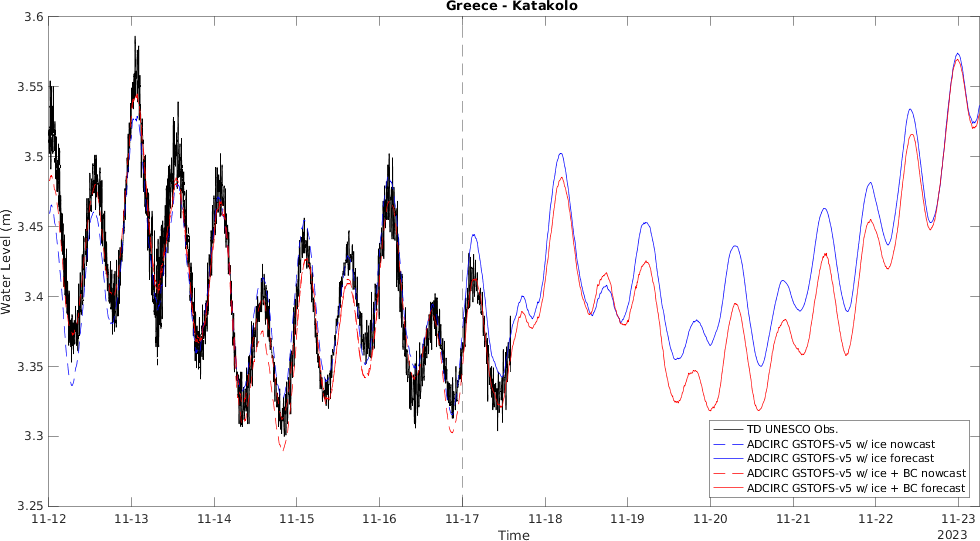 Greece - Katakolo
3.6
3.55
3.5
3.45
3.4
3.35
3.3
3.25
Water Level (m)
TD UNESCO Obs.
ADCIRC GSTOFS-v5 w/ ice nowcast
ADCIRC GSTOFS-v5 w/ ice forecast
ADCIRC GSTOFS-v5 w/ ice + BC nowcast
ADCIRC GSTOFS-v5 w/ ice + BC forecast
11-12 11-13 11-14 11-15 11-16 11-17 11-18 11-19 11-20 11-21 11-22 11-23
Time
2023